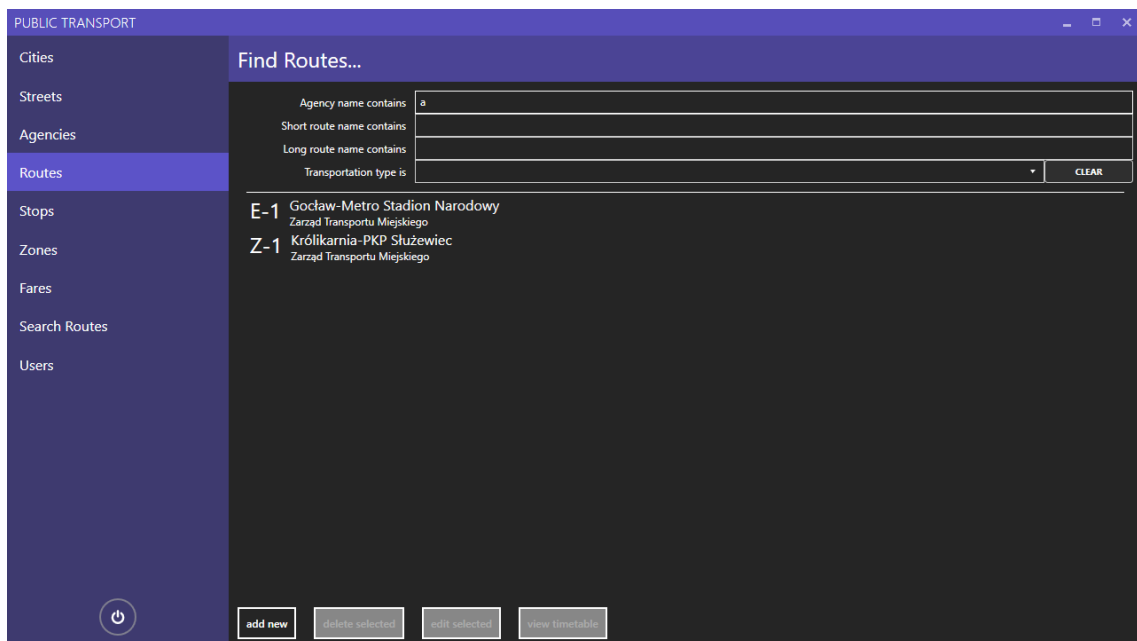 PUBLIC TRANSPORT
Cities
Streets
Agencies
Routes
Stops
Zones
Fares
Search Routes
Users
Find Routes...
Agency name contains a
Short route name contains
Long route name contains
Transportation type is CLEAR
E-1 Gocław-Metro Stadion Narodowy
Zarząd Transportu Miejskiego
Z-1 Królikarnia-PKP Służewiec
Zarząd Transportu Miejskiego
add new delete selected edit selected view timetable